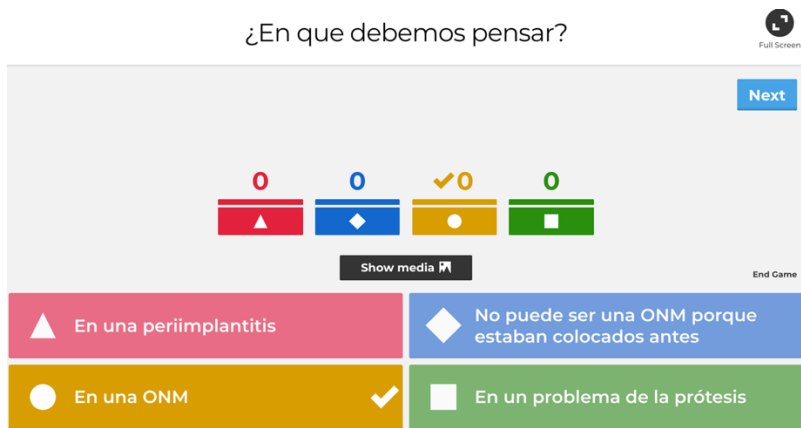 ¿En que debemos pensar?
Full Screen
Next
0
0
0
0
Show media
End Game
En una periimplantitis
No puede ser una ONM porque
estaban colocados antes
En una ONM
En un problema de la prótesis